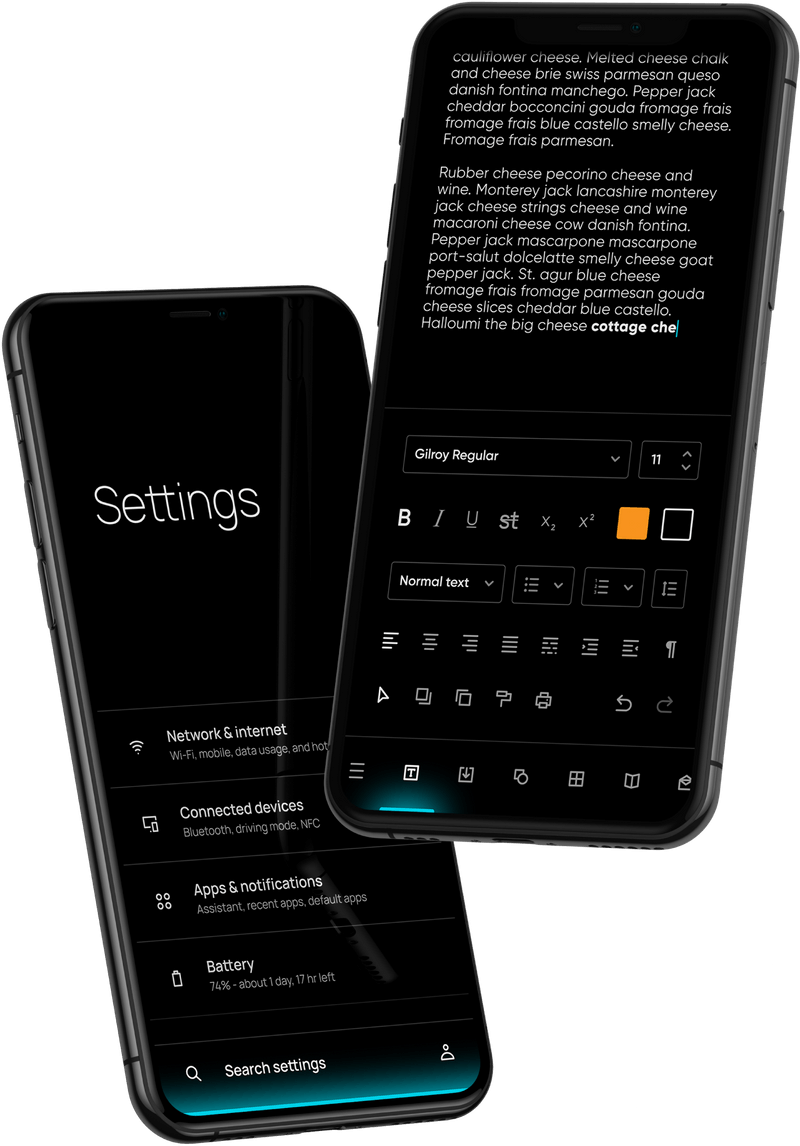 Settings
Network & internet
Wi-Fi, mobile, data usage, and hot
Connected devices
Bluetooth, driving mode, NFC
Apps & notifications
Assistant, recent apps, default apps
Battery
74% - about 1 day, 17 hr left
Search settings
cauliflower cheese. Melted cheese chalk
and cheese brie swiss parmesan queso
danish fontina manchego. Pepper jack
cheddar bocconcini gouda fromage frais
fromage frais blue castello smelly cheese.
Fromage frais parmesan.
Rubber cheese pecorino cheese and
wine. Monterey jack lancashire monterey
jack cheese strings cheese and wine
macaroni cheese cow danish fontina.
Pepper jack mascarpone mascarpone
port-salut dolcelatte smelly cheese goat
pepper jack. St. agur blue cheese
fromage frais fromage parmesan gouda
cheese slices cheddar blue castello.
Halloumi the big cheese cottage che
Gilroy Regular 11
B I U st X₂ X²
Normal text